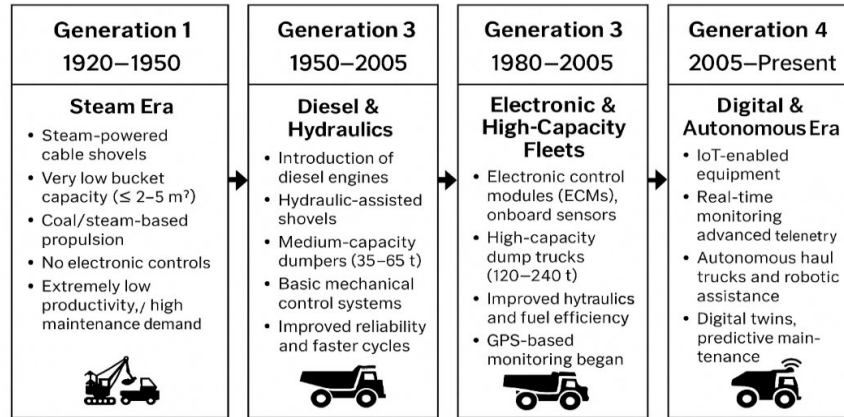 Generation 1
1920–1950
Steam Era
• Steam-powered
cable shovels
• Very low bucket
capacity (≤ 2–5 m?)
• Coal/steam-based
propulsion
• No electronic controls
• Extremely low
productivity,/ high
maintenance demand
Generation 3
1950–2005
Diesel &
Hydraulics
• Introduction of
diesel engines
• Hydraulic-assisted
shovels
• Medium-capacity
dumþers (35–65 t)
• Basic mechanical
control systems
• Improved reliability
and faster cycles
Generation 3
1980–2005
Electronic &
High-Capacity
Fleets
• Electronic control
modules (ECMs),
onboard sensors
• High-capacity
dump trucks
(120–240 t)
• Improved hytraulics
and fuel efficiency
• GPS-based
monitoring began
Generation 4
2005–Present
Digital &
Autonomous Era
• IoT-enabled
equipment
• Real-time
monitoring
advanced telenetry
• Autonomous haul
trucks and robotic
assistance
• Digital twins,
predictive main-
tenance